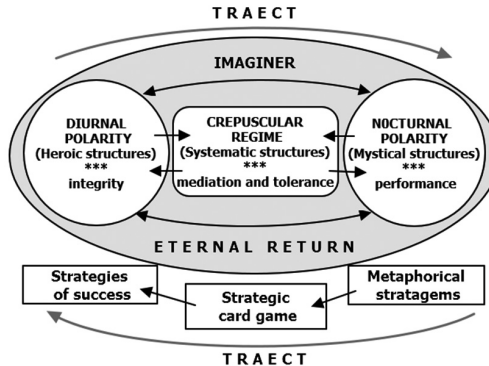 TRAECT
IMAGINER
DIURNAL
POLARITY
(Heroic structures)
***
integrity
CREPUSCULAR
REGIME
(Systematic structures)
***
mediation and tolerance
N0CTURNAL
POLARITY
(Mystical structures)
***
performance
ETERNAL RETURN
Strategies
of success
Strategic
card game
Metaphorical
stratagems
TRAECT